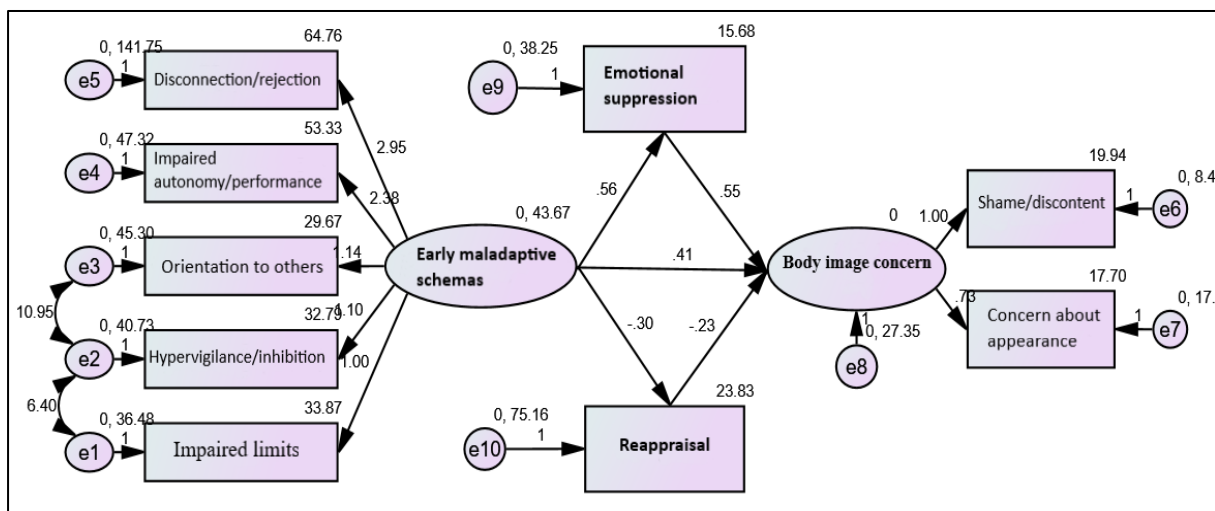 0, 141.75
64.76
e5
1
Disconnection/rejection
0, 47.32
53.33
e4
1
Impaired
autonomy/performance
0, 45.30
29.67
e3
1
Orientation to others
10.95
0, 40.73
32.79
e2
1
Hypervigilance/inhibition
6.40
0, 36.48
33.87
e1
1
Impaired limits
2.95
2.38
1.14
1.10
1.00
0, 43.67
Early maladaptive
schemas
0, 38.25
15.68
e9
1
Emotional
suppression
.56
.55
.41
-.30
-.23
0, 75.16
23.83
e10
1
Reappraisal
0
Body image concern
1
0, 27.35
e8
1.00
.73
19.94
0, 8.4
Shame/discontent
1
e6
17.70
0, 17.
Concern about
appearance
1
e7